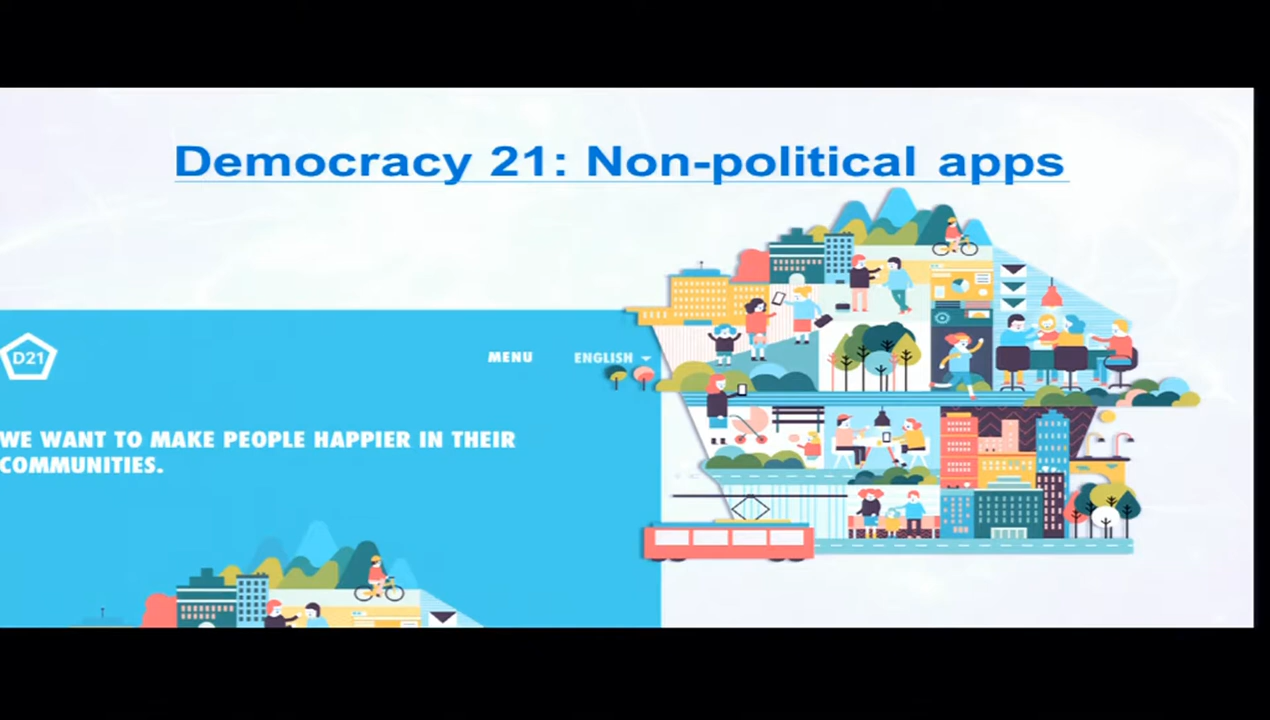 Democracy 21: Non-political apps
D21
MENU
ENGLISH
WE WANT TO MAKE PEOPLE HAPPIER IN THEIR
COMMUNITIES.